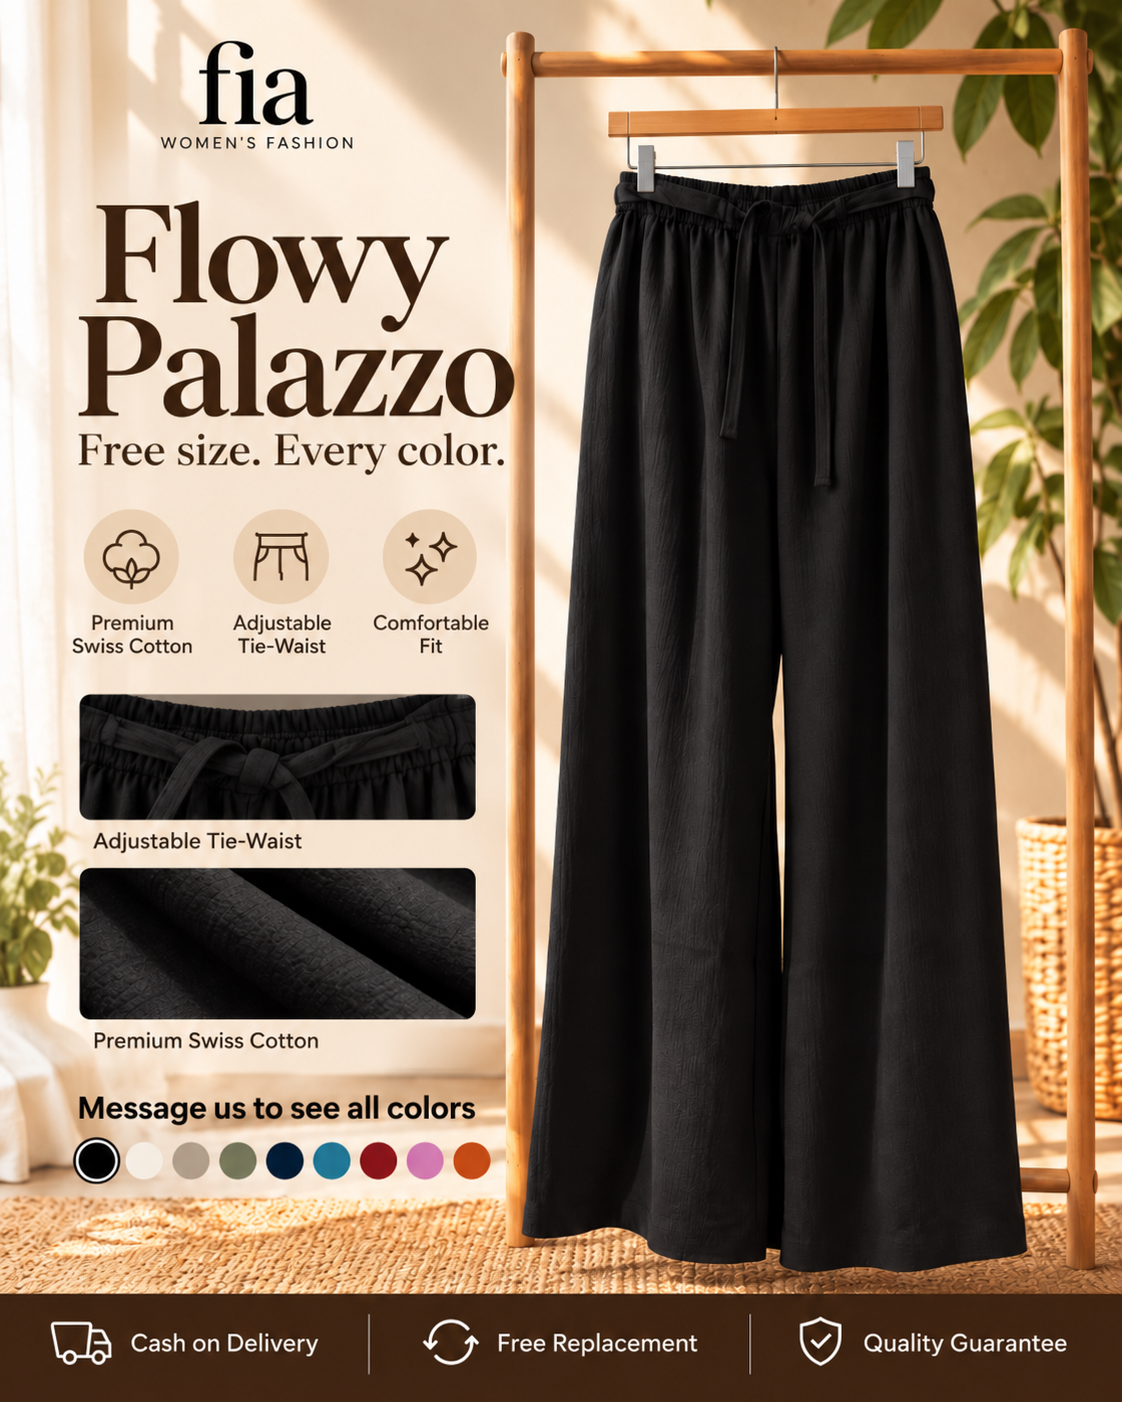 fia
WOMEN'S FASHION
Flowy
Palazzo
Free size. Every color.
Premium
Swiss Cotton
Adjustable
Tie-Waist
Comfortable
Fit
Adjustable Tie-Waist
Premium Swiss Cotton
Message us to see all colors
Cash on Delivery
Free Replacement
Quality Guarantee